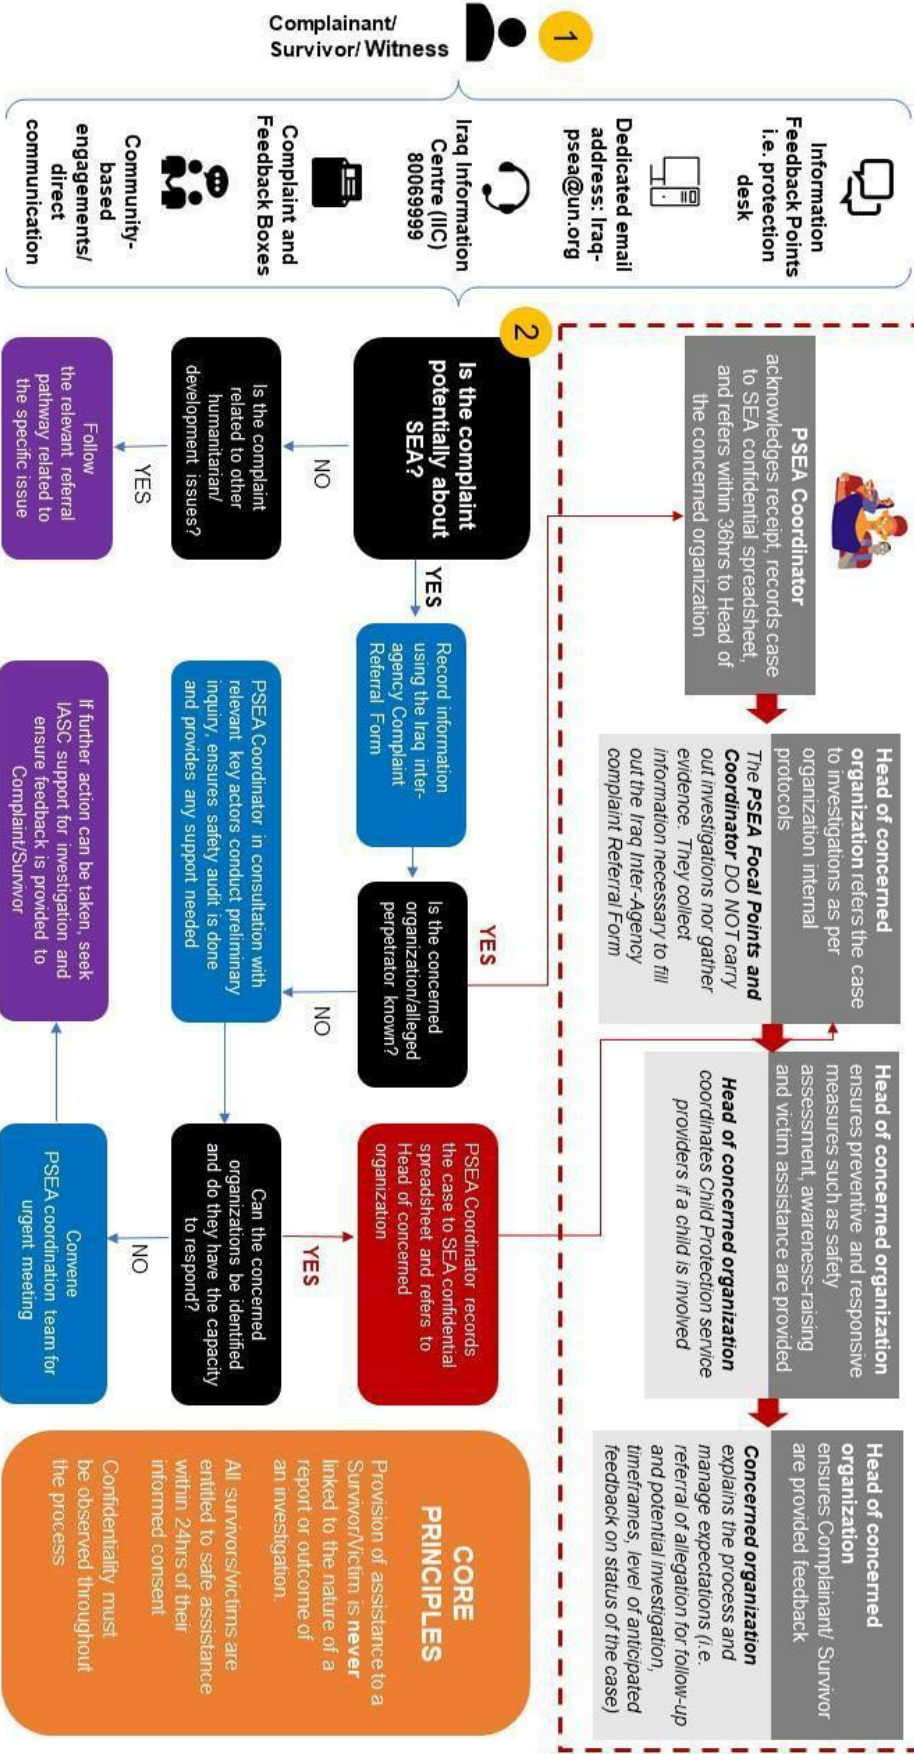 1
Complainant/
Survivor/ Witness
Information
Feedback Points
i.e. protection
desk
Dedicated email
address: Iraq-
psea@un.org
Iraq Information
Centre (IIC)
80069999
Complaint and
Feedback Boxes
Community-
based
engagements/
direct
communication
2
Is the complaint
potentially about
SEA?
NO
Is the complaint
related to other
humanitarian/
development issues?
YES
Follow
the relevant referral
pathway related to
the specific issue
YES
Record information
using the Iraq inter-
agency Complaint
Referral Form
Is the concerned
organization/alleged
perpetrator known?
YES
NO
PSEA Coordinator in consultation with
relevant key actors conduct preliminary
inquiry, ensures safety audit is done
and provides any support needed
Can the concerned
organizations be identified
and do they have the capacity
to respond?
YES
PSEA Coordinator records
the case to SEA confidential
spreadsheet and refers to
Head of concerned
organization
NO
Convene
PSEA coordination team for
urgent meeting
If further action can be taken, seek
IASC support for investigation and
ensure feedback is provided to
Complaint/Survivor
PSEA Coordinator
acknowledges receipt, records case
to SEA confidential spreadsheet,
and refers within 36hrs to Head of
the concerned organization
Head of concerned
organization refers the case
to investigations as per
organization internal
protocols
The PSEA Focal Points and
Coordinator DO NOT carry
out investigations nor gather
evidence. They collect
information necessary to fill
out the Iraq Inter-Agency
complaint Referral Form
Head of concerned organization
ensures preventive and responsive
measures such as safety
assessment, awareness-raising
and victim assistance are provided
Head of concerned organization
coordinates Child Protection service
providers if a child is involved
Head of concerned
organization
ensures Complainant/ Survivor
are provided feedback
Concerned organization
explains the process and
manage expectations (i.e.
referral of allegation for follow-up
and potential investigation,
timeframes, level of anticipated
feedback on status of the case)
CORE
PRINCIPLES
Provision of assistance to a
Survivor/Victim is never
linked to the nature of a
report or outcome of
an investigation.
All survivors/victims are
entitled to safe assistance
within 24hrs of their
informed consent
Confidentiality must
be observed throughout
the process